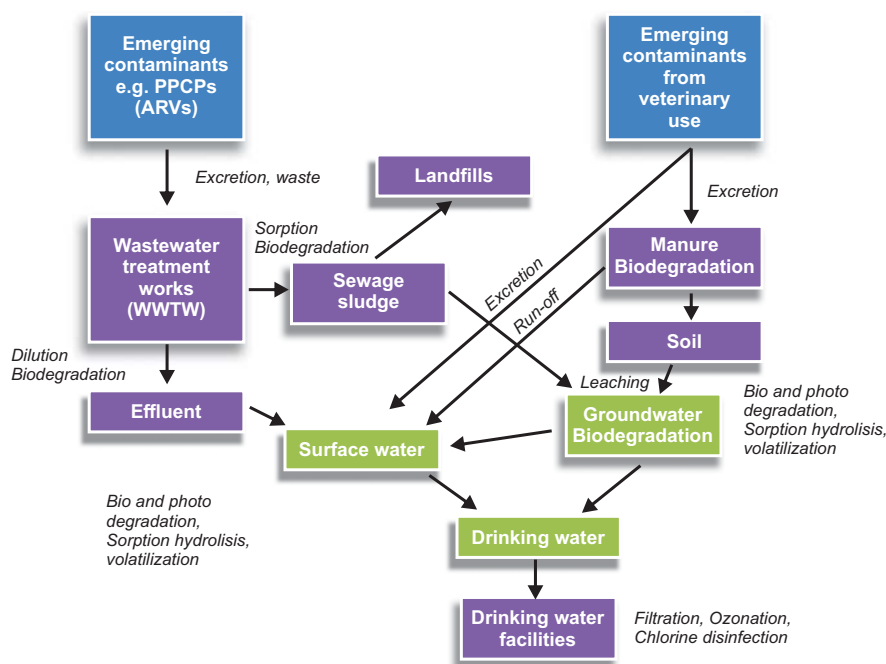 Emerging
contaminants
e.g. PPCPs
(ARVs)
Emerging
contaminants
from
veterinary
use
Excretion, waste
Landfills
Excretion
Sorption
Biodegradation
Wastewater
treatment
works
(WWTW)
Sewage
sludge
Excretion
Run-off
Manure
Biodegradation
Soil
Dilution
Biodegradation
Effluent
Leaching
Surface water
Groundwater
Biodegradation
Bio and photo
degradation,
Sorption hydrolisis,
volatilization
Bio and photo
degradation,
Sorption hydrolisis,
volatilization
Drinking water
Drinking water
facilities
Filtration, Ozonation,
Chlorine disinfection